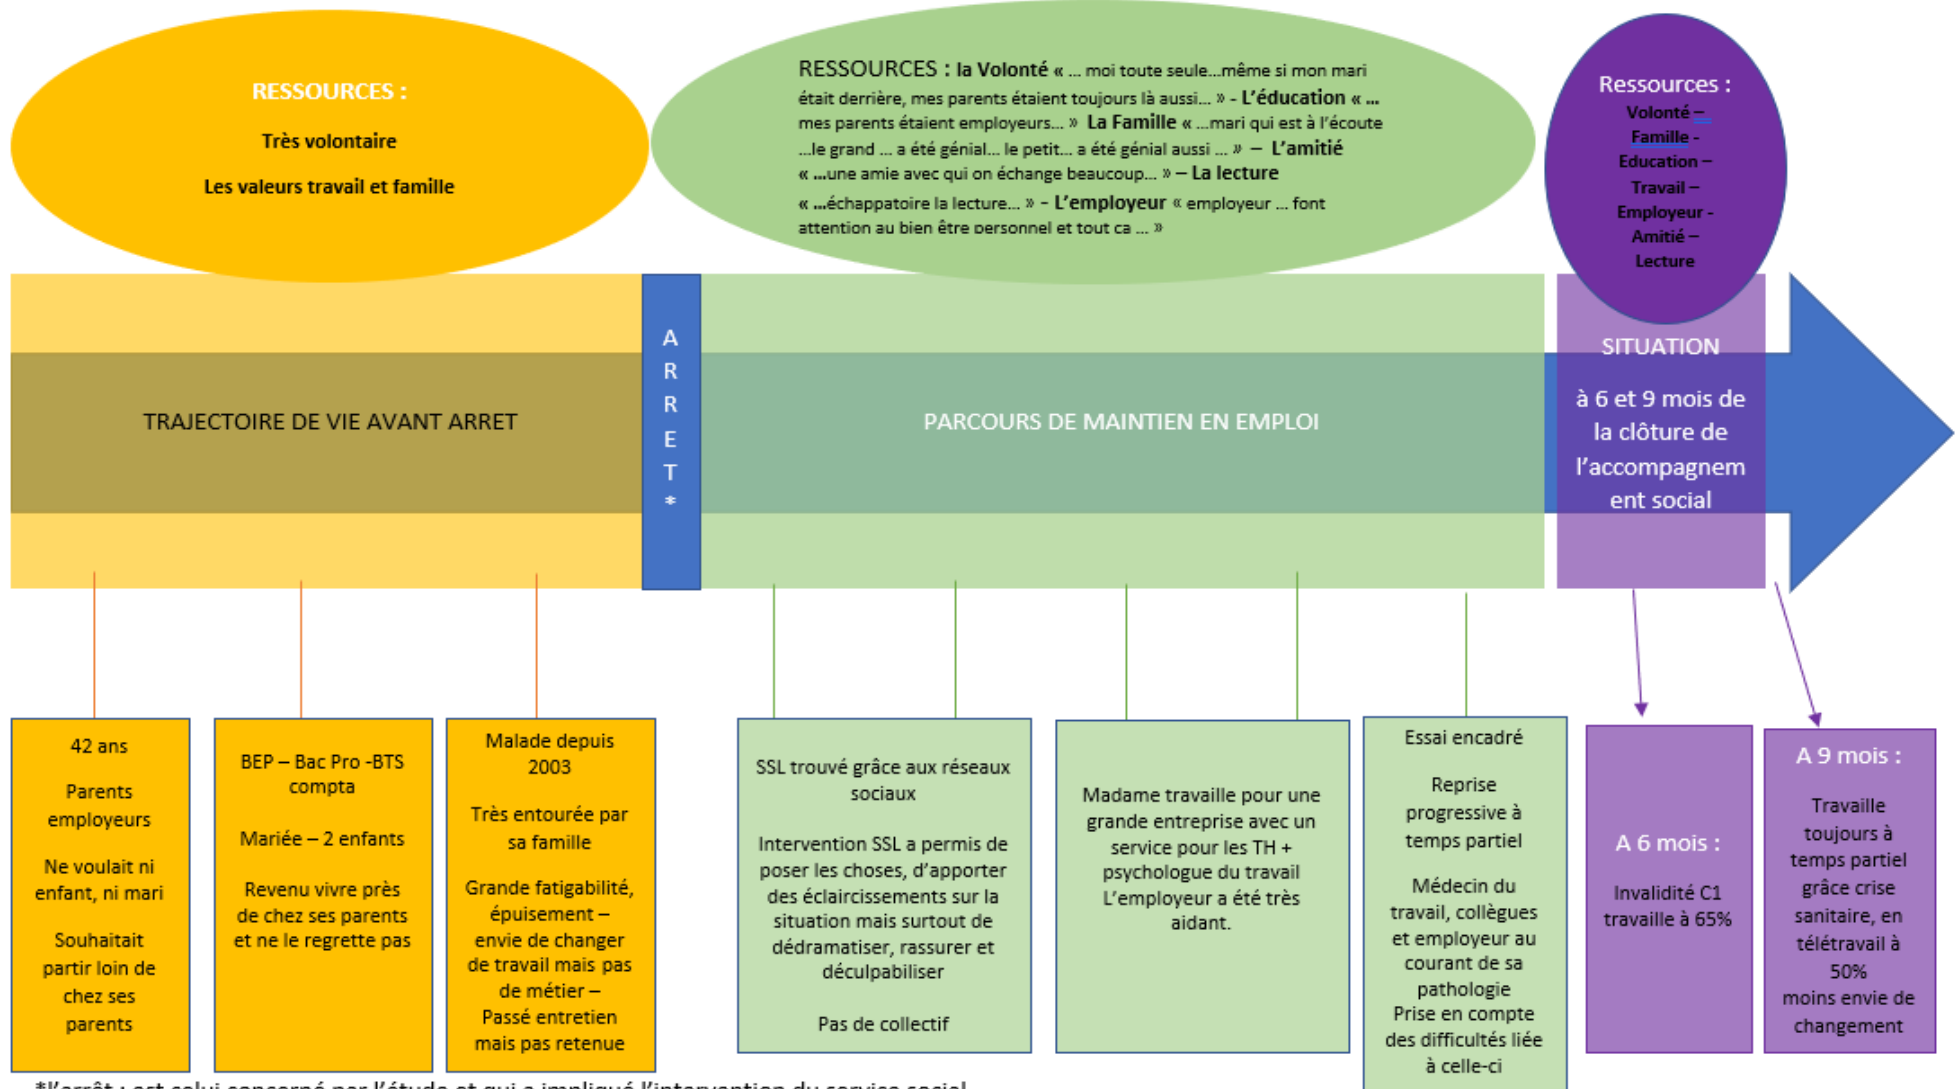 RESSOURCES :
Très volontaire
Les valeurs travail et famille
RESSOURCES : la Volonté « … moi toute seule…même si mon mari
était derrière, mes parents étaient toujours là aussi… » - L’éducation « …
mes parents étaient employeurs… » La Famille « …mari qui est à l’écoute
…le grand … a été génial… le petit… a été génial aussi … » – L’amitié
« …une amie avec qui on échange beaucoup… » – La lecture
« …échappatoire la lecture… » - L’employeur « employeur … font
attention au bien être personnel et tout ca … »
Ressources :
Volonté –
Famille -
Education –
Travail –
Employeur -
Amitié –
Lecture
TRAJECTOIRE DE VIE AVANT ARRET
A
R
R
E
T
*
PARCOURS DE MAINTIEN EN EMPLOI
SITUATION
à 6 et 9 mois de
la clôture de
l’accompagnem
ent social
42 ans
Parents
employeurs
Ne voulait ni
enfant, ni mari
Souhaitait
partir loin de
chez ses
parents
BEP – Bac Pro -BTS
compta
Mariée – 2 enfants
Revenu vivre près
de chez ses parents
et ne le regrette pas
Malade depuis
2003
Très entourée par
sa famille
Grande fatigabilité,
épuisement –
envie de changer
de travail mais pas
de métier –
Passé entretien
mais pas retenue
SSL trouvé grâce aux réseaux
sociaux
Intervention SSL a permis de
poser les choses, d’apporter
des éclaircissements sur la
situation mais surtout de
dédramatiser, rassurer et
déculpabiliser
Pas de collectif
Madame travaille pour une
grande entreprise avec un
service pour les TH +
psychologue du travail
L’employeur a été très
aidant.
Essai encadré
Reprise
progressive à
temps partiel
Médecin du
travail, collègues
et employeur au
courant de sa
pathologie
Prise en compte
des difficultés liée
à celle-ci
A 6 mois :
Invalidité C1
travaille à 65%
A 9 mois :
Travaille
toujours à
temps partiel
grâce crise
sanitaire, en
télétravail à
50%
moins envie de
changement
*l’arrêt : est celui concerné par l’étude et qui a impliqué l’intervention du service social